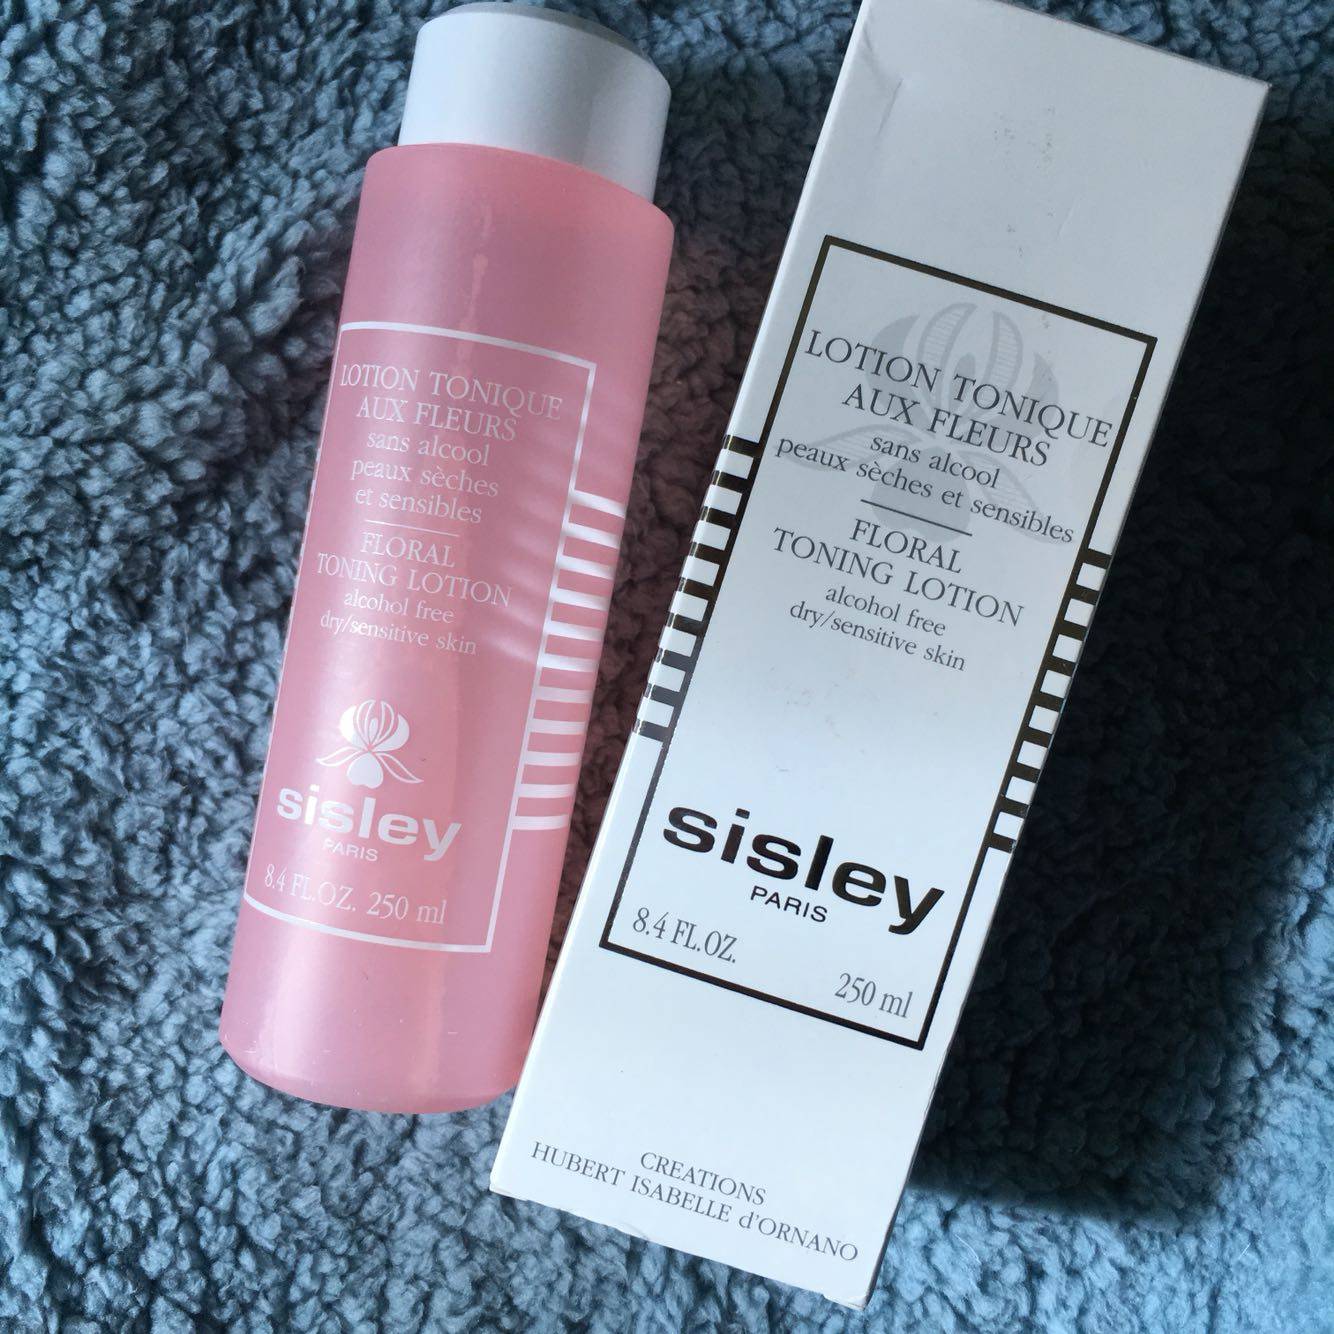 LOTION TONIQUE
AUX FLEURS
sans alcool
peaux sèches
et sensibles
FLORAL
TONING LOTION
alcohol free
dry/sensitive skin
sisley
PARIS
8.4 FL.OZ. 250 ml
LOTION TONIQUE
AUX FLEURS
sans alcool
peaux sèches et sensibles
FLORAL
TONING LOTION
alcohol free
dry/sensitive skin
sisley
PARIS
8.4 FL.OZ. 250 ml
CREATIONS
HUBERT ISABELLE d'ORNANO